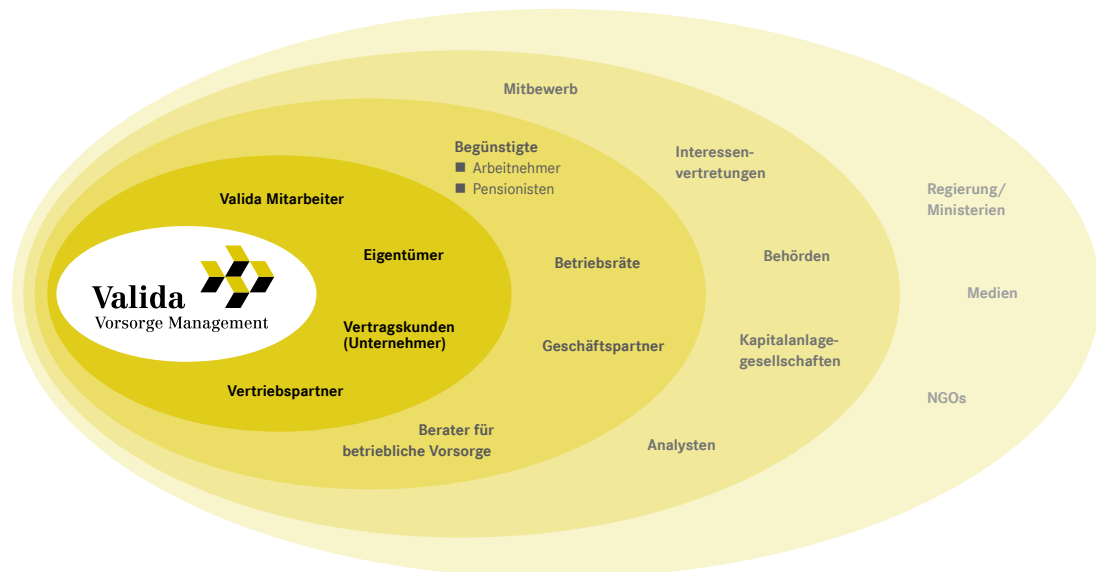 Mitbewerb
Begünstigte
Arbeitnehmer
Pensionisten
Interessen-
vertretungen
Valida Mitarbeiter
Regierung/
Ministerien
Eigentümer
Betriebsräte
Behörden
Valida
Vorsorge Management
Medien
Vertragskunden
(Unternehmer)
Geschäftspartner
Kapitalanlage-
gesellschaften
Vertriebspartner
NGOs
Berater für
betriebliche Vorsorge
Analysten